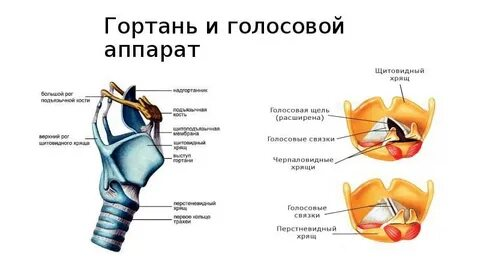 Гортань и голосовой
аппарат
большой рог
подъязычной кости
верхний рог
щитовидного хряща
надгортанник
подъязычная
кость
щитоподъязычная
мембрана
щитовидный
хрящ
выступ
гортани
перстеневидный
хрящ
первое кольцо
трахеи
Щитовидный
хрящ
Голосовая щель
(расширена)
Голосовые связки
Черпаловидные
хрящи
Голосовые
связки
Перстневидный
хрящ